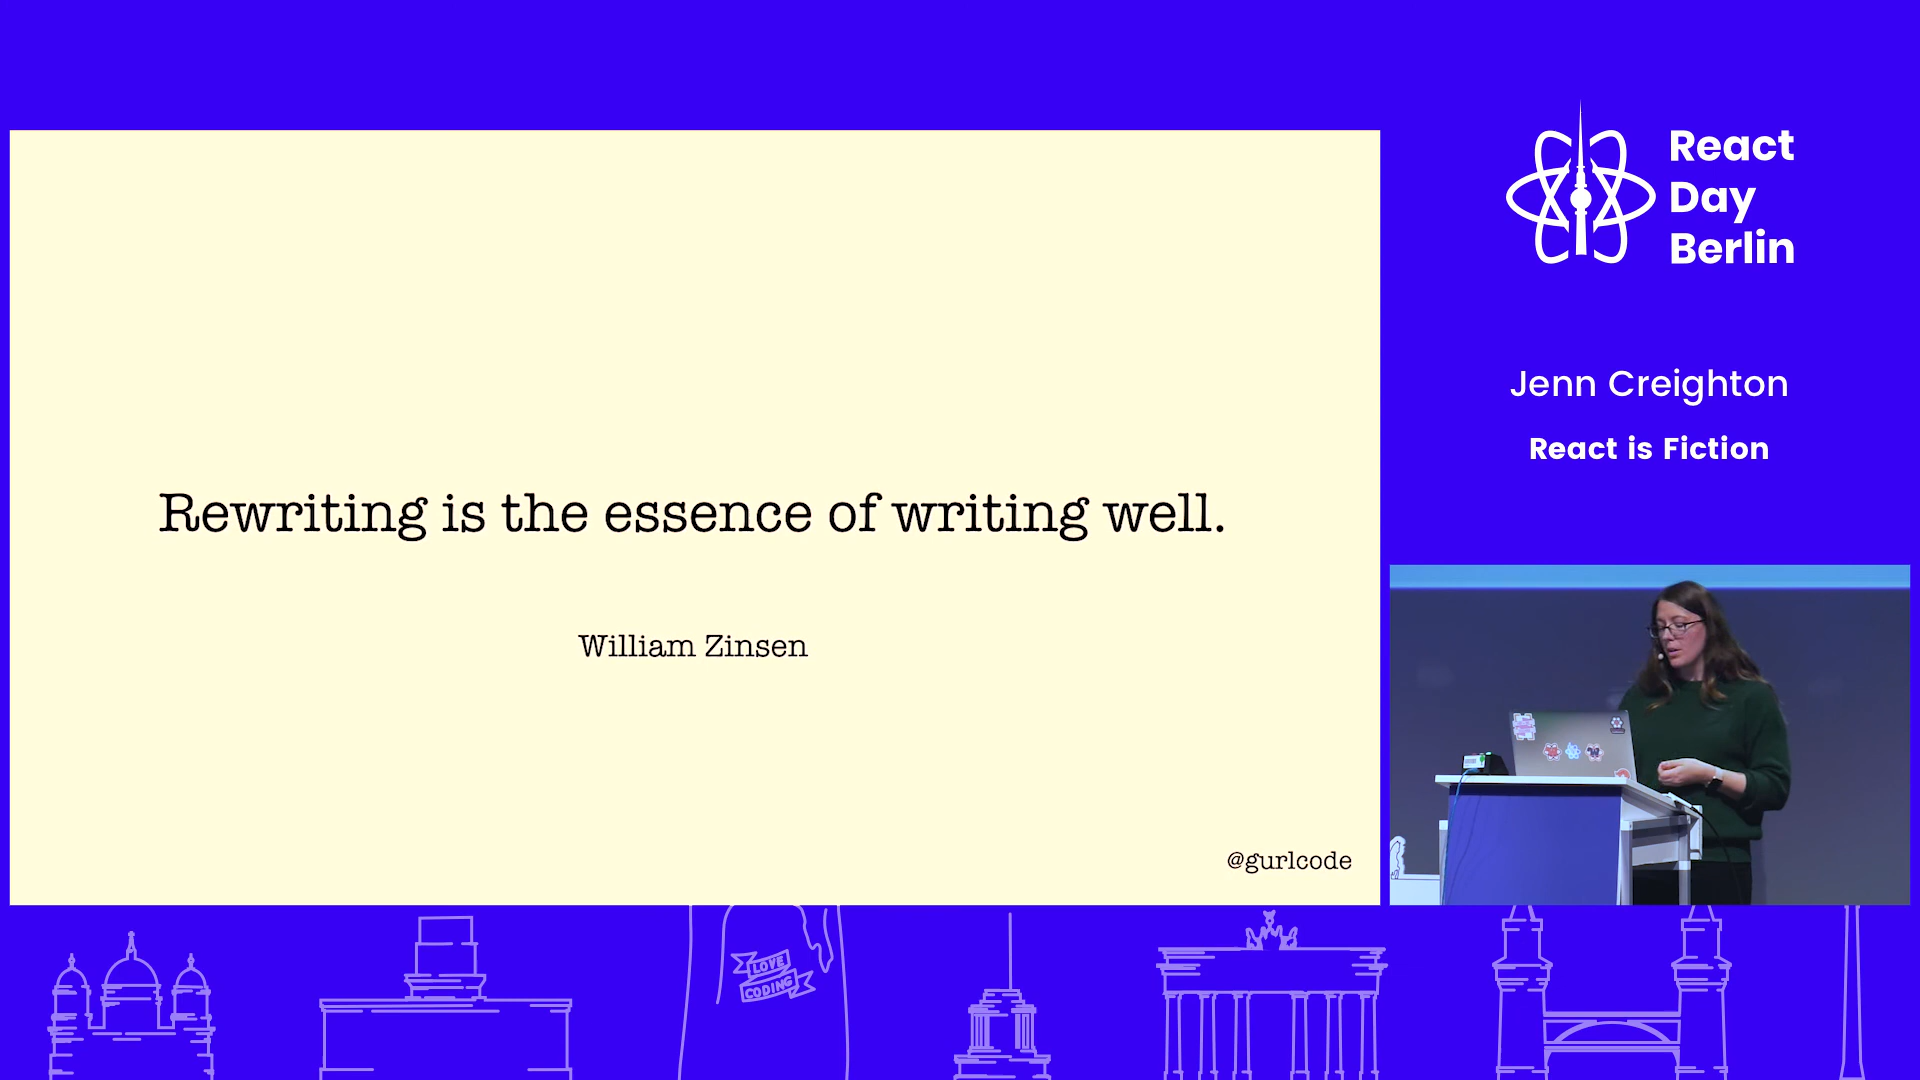 Rewriting is the essence of writing well.
William Zinsen
@gurlcode
React
Day
Berlin
Jenn Creighton
React is Fiction
LOVE
CODING